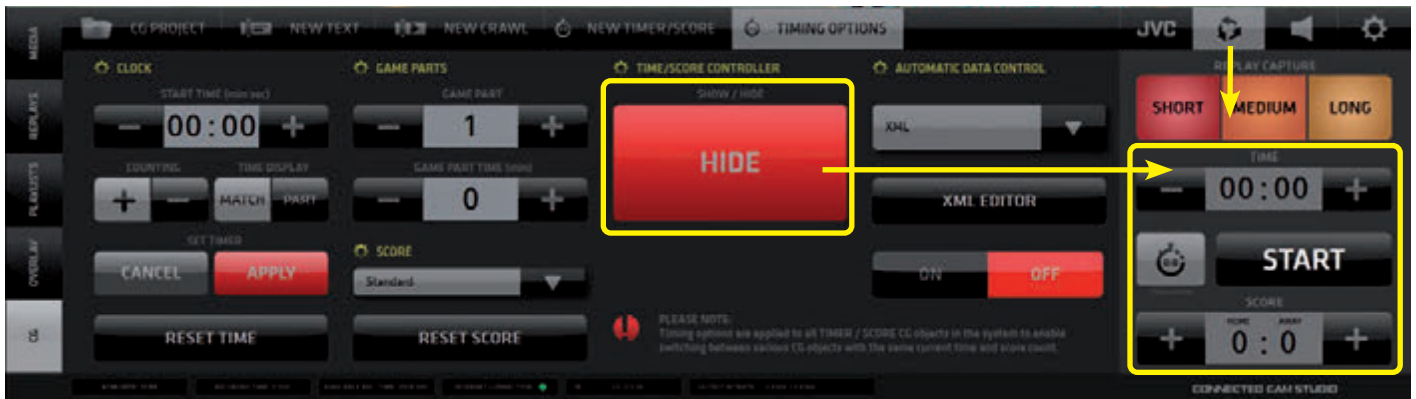 CG PROJECT NEW TEXT NEW CRAWL NEW TIMER/SCORE TIMING OPTIONS JVC
MEDIA
REPLAYS
PLAYLISTS
OVERLAY
CG
CLOCK
START TIME (min:sec)
00:00
COUNTING TIME DISPLAY
MATCH PART
SET TIMER
CANCEL APPLY
RESET TIME
GAME PARTS
GAME PART
1
GAME PART TIME (min)
0
SCORE
Standard
RESET SCORE
TIME/SCORE CONTROLLER
SHOW / HIDE
HIDE
AUTOMATIC DATA CONTROL
XML
XML EDITOR
ON OFF
PLEASE NOTE:
Timing options are applied to all TIMER / SCORE CG objects in the system to enable
switching between various CG objects with the same current time and score count.
REPLAY CAPTURE
SHORT MEDIUM LONG
TIME
00:00
START
SCORE
HOME AWAY
0 : 0
CONNECTED CAM STUDIO